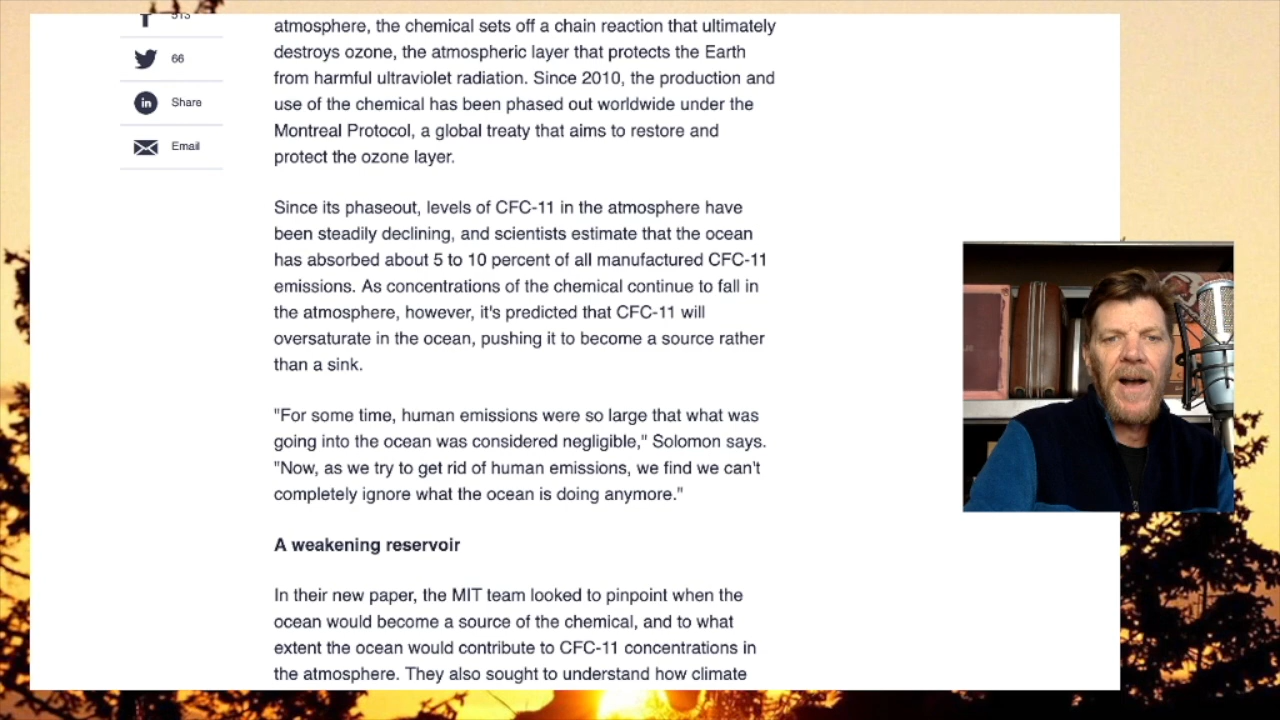 513
66
Share
Email
atmosphere, the chemical sets off a chain reaction that ultimately
destroys ozone, the atmospheric layer that protects the Earth
from harmful ultraviolet radiation. Since 2010, the production and
use of the chemical has been phased out worldwide under the
Montreal Protocol, a global treaty that aims to restore and
protect the ozone layer.
Since its phaseout, levels of CFC-11 in the atmosphere have
been steadily declining, and scientists estimate that the ocean
has absorbed about 5 to 10 percent of all manufactured CFC-11
emissions. As concentrations of the chemical continue to fall in
the atmosphere, however, it's predicted that CFC-11 will
oversaturate in the ocean, pushing it to become a source rather
than a sink.
"For some time, human emissions were so large that what was
going into the ocean was considered negligible," Solomon says.
"Now, as we try to get rid of human emissions, we find we can't
completely ignore what the ocean is doing anymore."
A weakening reservoir
In their new paper, the MIT team looked to pinpoint when the
ocean would become a source of the chemical, and to what
extent the ocean would contribute to CFC-11 concentrations in
the atmosphere. They also sought to understand how climate